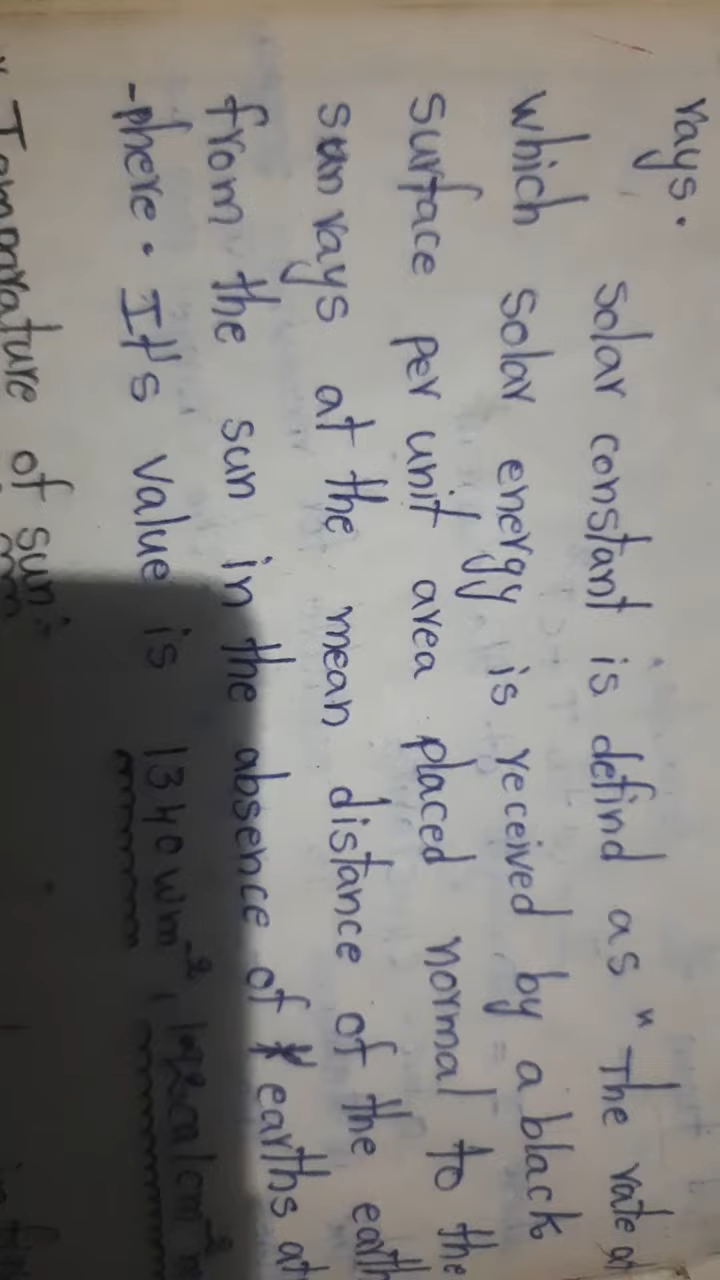 rays.
Solar constant is defind as " The rate at
which solar energy is received by a black
surface per unit area placed normal to the
sun rays at the mean distance of the earth
from the sun in the absence of earths at
-phere. It's value is 1340 wm⁻²,
Temprature of sun: